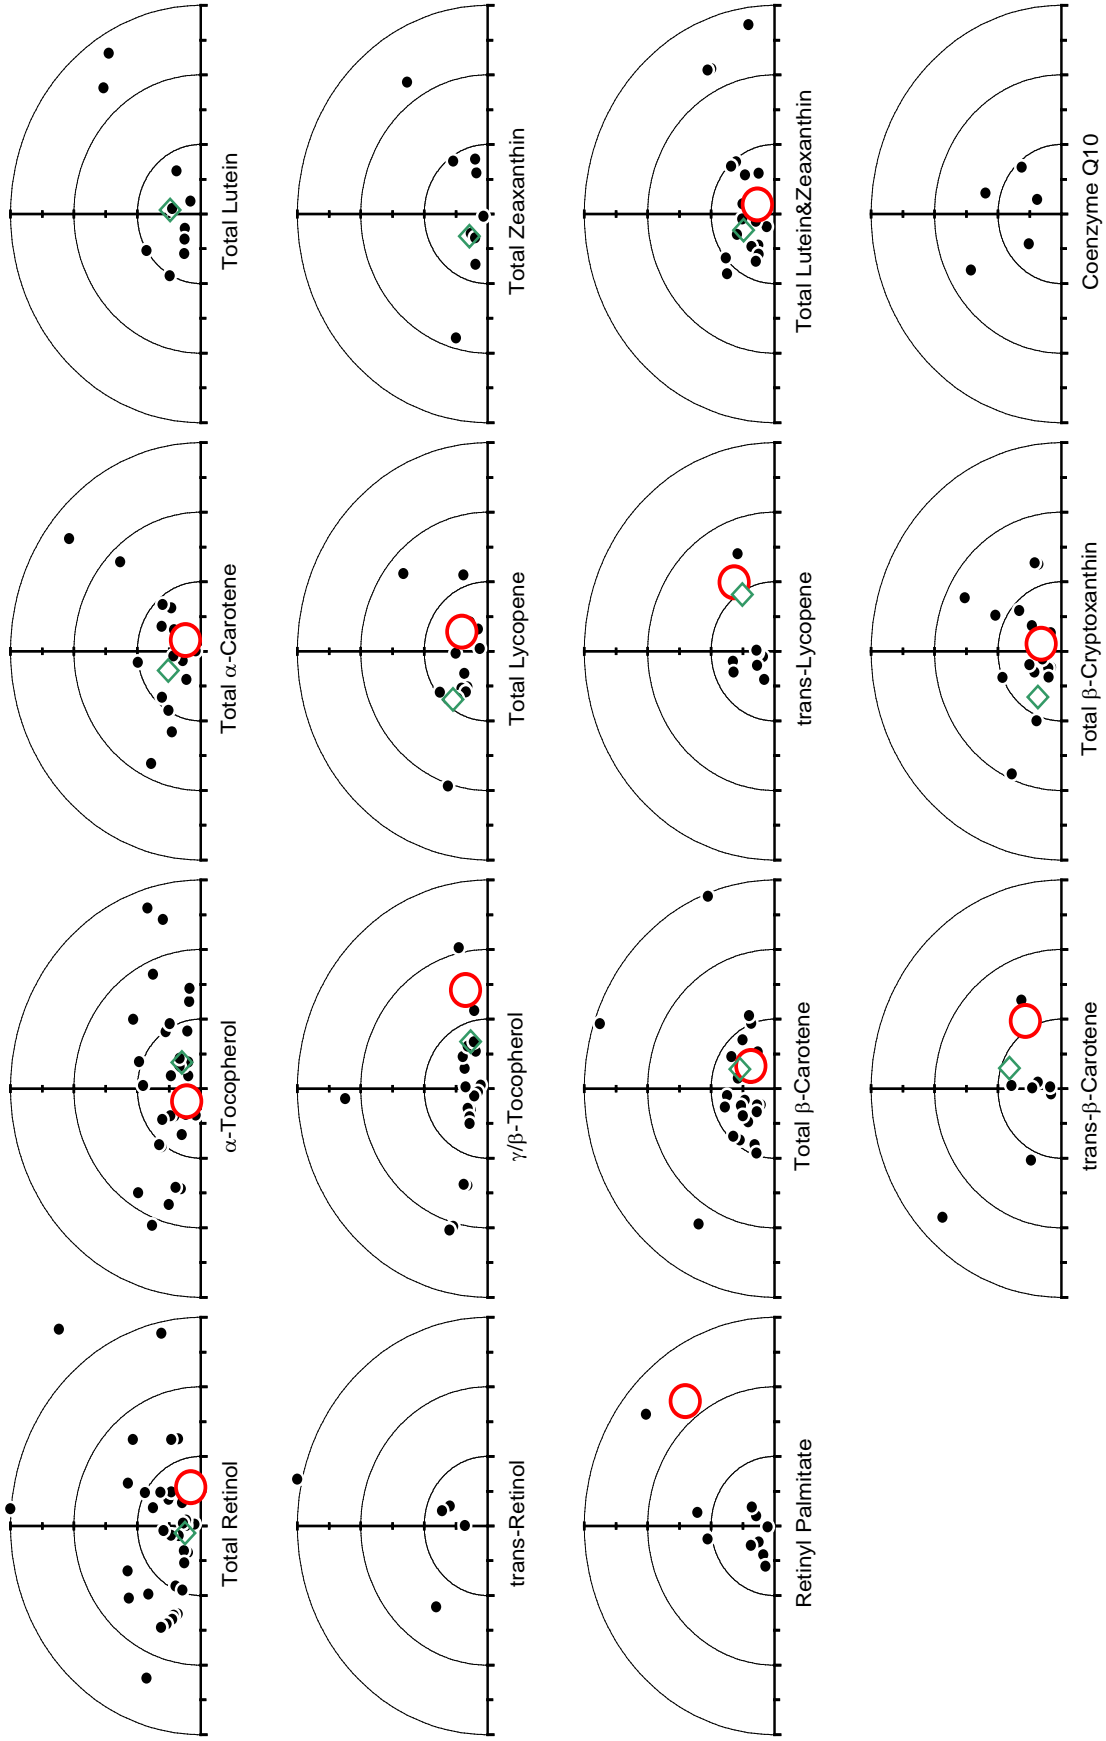 Total Retinol
α-Tocopherol
Total α-Carotene
Total Lutein
trans-Retinol
γ/β-Tocopherol
Total Lycopene
Total Zeaxanthin
Retinyl Palmitate
Total β-Carotene
trans-Lycopene
Total Lutein&Zeaxanthin
trans-β-Carotene
Total β-Cryptoxanthin
Coenzyme Q10